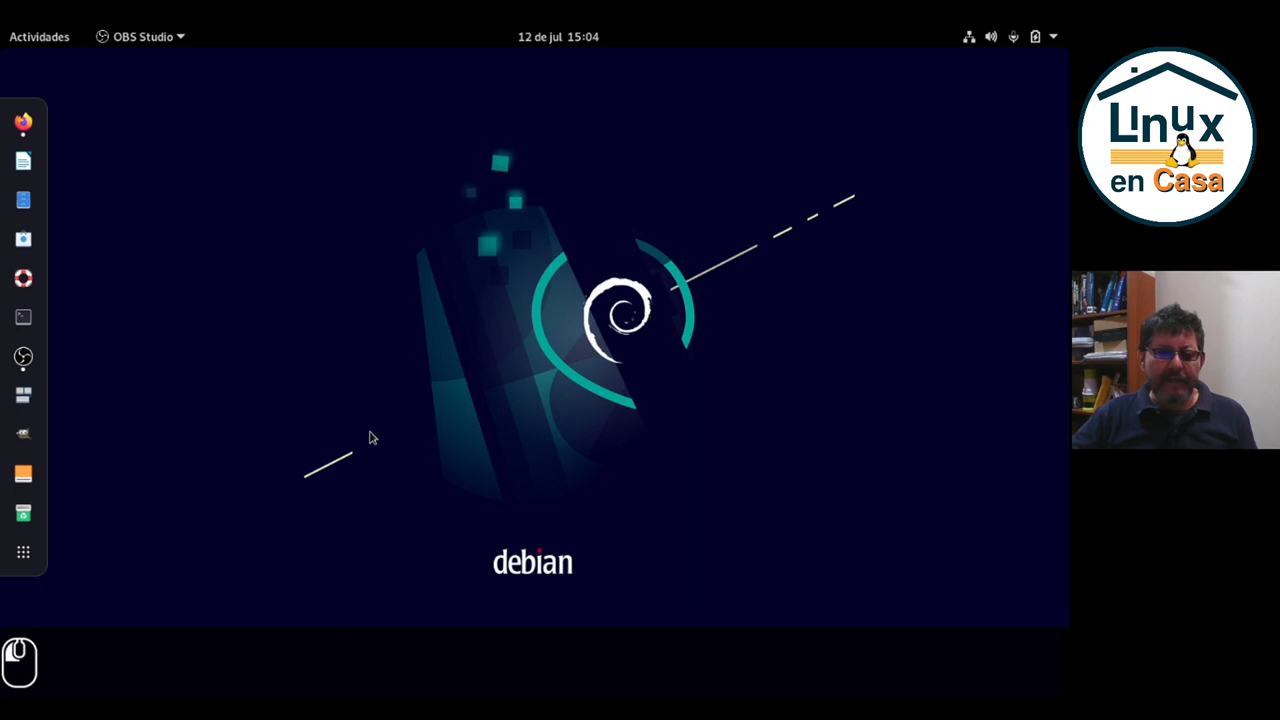 Actividades
OBS Studio
12 de jul 15:04
Linux
en Casa
debian